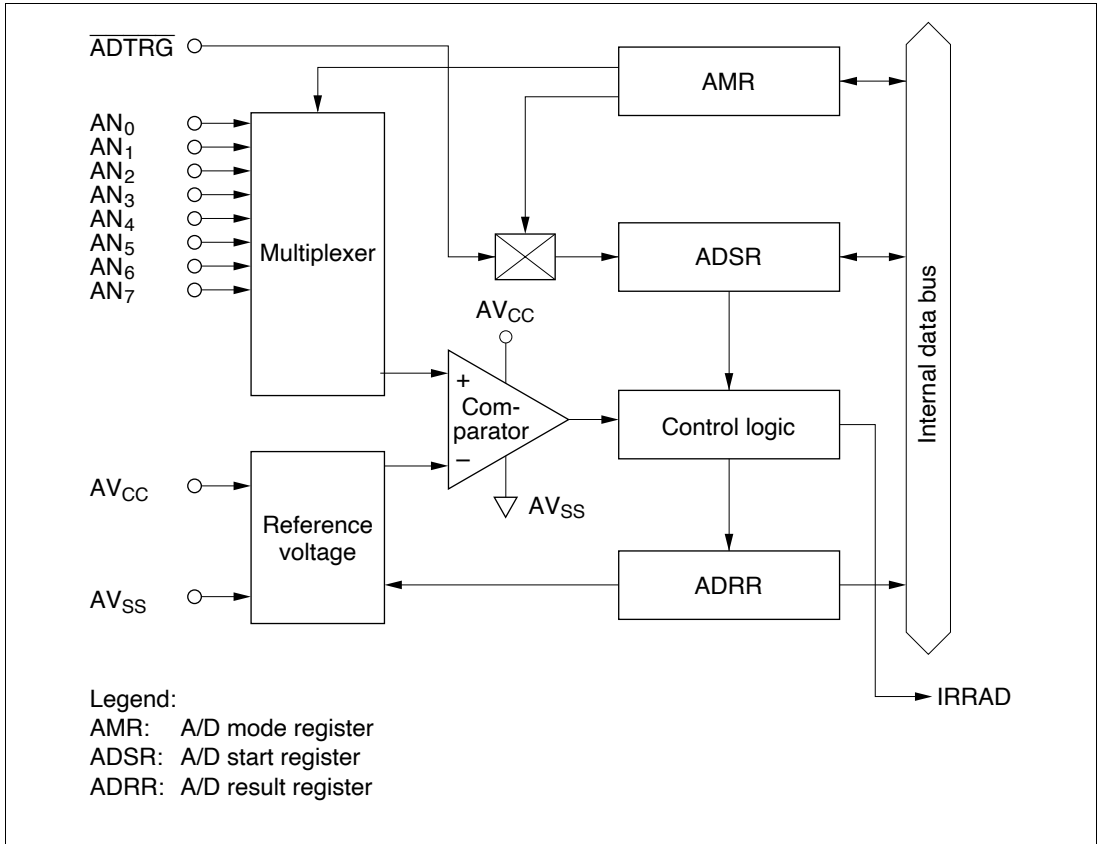 ADTRG
AN0
AN1
AN2
AN3
AN4
AN5
AN6
AN7
Multiplexer
AMR
ADSR
Internal data bus
AVCC
+
Com-
parator
−
AVSS
Control logic
AVCC
AVSS
Reference
voltage
ADRR
IRRAD
Legend:
AMR: A/D mode register
ADSR: A/D start register
ADRR: A/D result register